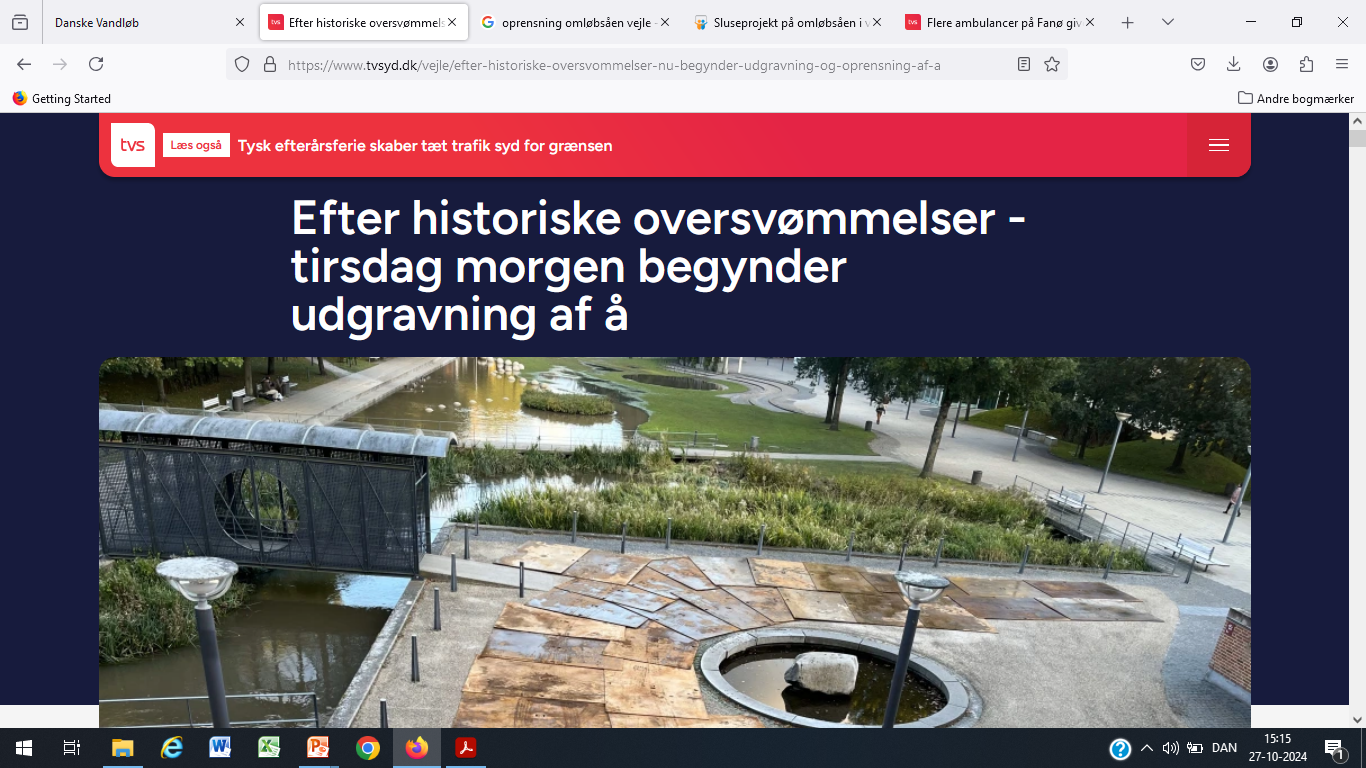 Danske Vandløb
Efter historiske oversvømmels
oprensning omløbsåen vejle -
Sluseprojekt på omløbsåen i v
Flere ambulancer på Fanø giv
https://www.tvsyd.dk/vejle/efter-historiske-oversvommelser-nu-begynder-udgravning-og-oprensning-af-a
Getting Started
Andre bogmærker
tvs
Læs også
Tysk efterårsferie skaber tæt trafik syd for grænsen
Efter historiske oversvømmelser -
tirsdag morgen begynder
udgravning af å
DAN
15:15
27-10-2024
1